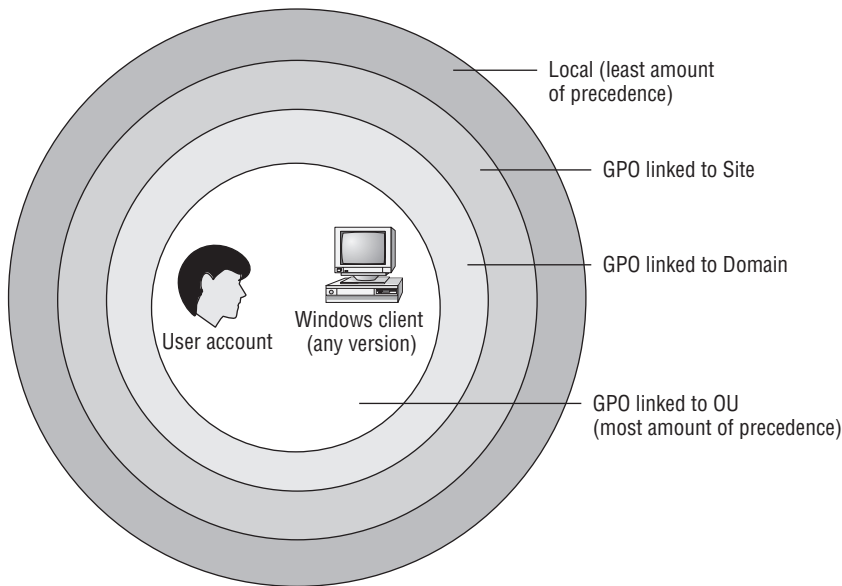 Local (least amount
of precedence)
GPO linked to Site
GPO linked to Domain
User account
Windows client
(any version)
GPO linked to OU
(most amount of precedence)